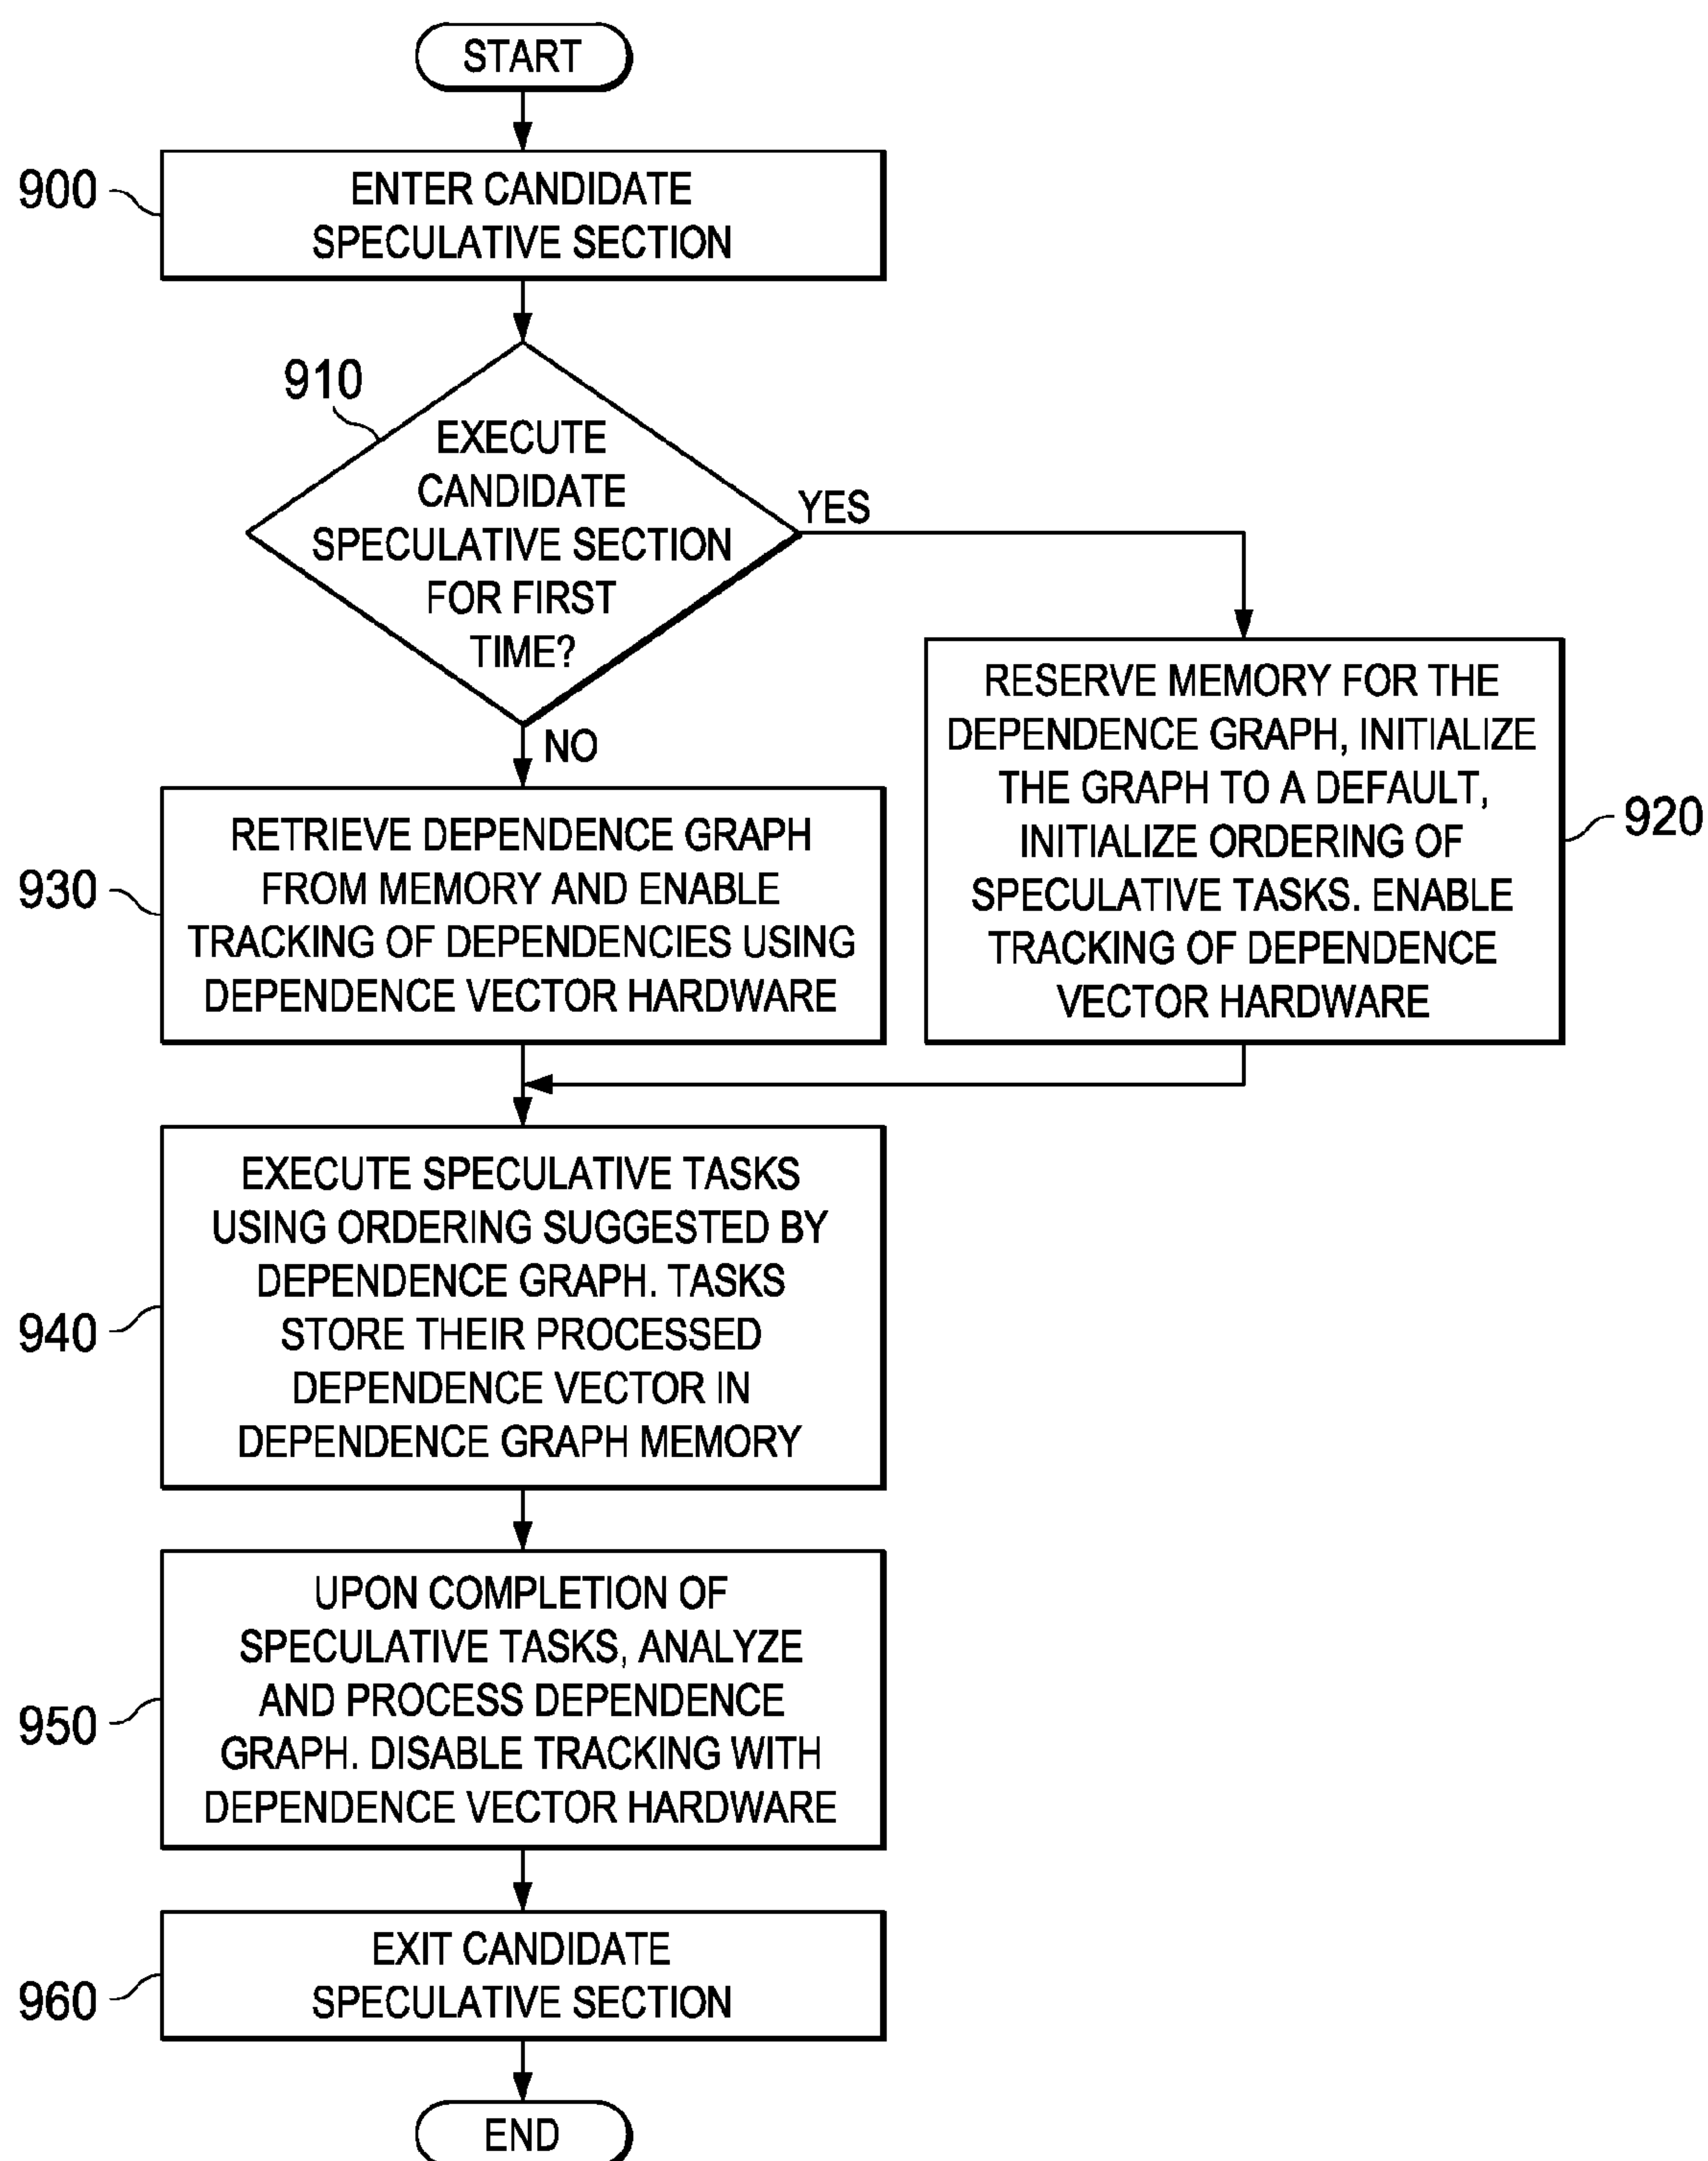 START
900
ENTER CANDIDATE
SPECULATIVE SECTION
910
EXECUTE
CANDIDATE
SPECULATIVE SECTION
FOR FIRST
TIME?
YES
NO
RESERVE MEMORY FOR THE
DEPENDENCE GRAPH, INITIALIZE
THE GRAPH TO A DEFAULT,
INITIALIZE ORDERING OF
SPECULATIVE TASKS. ENABLE
TRACKING OF DEPENDENCE
VECTOR HARDWARE
920
930
RETRIEVE DEPENDENCE GRAPH
FROM MEMORY AND ENABLE
TRACKING OF DEPENDENCIES USING
DEPENDENCE VECTOR HARDWARE
940
EXECUTE SPECULATIVE TASKS
USING ORDERING SUGGESTED BY
DEPENDENCE GRAPH. TASKS
STORE THEIR PROCESSED
DEPENDENCE VECTOR IN
DEPENDENCE GRAPH MEMORY
950
UPON COMPLETION OF
SPECULATIVE TASKS, ANALYZE
AND PROCESS DEPENDENCE
GRAPH. DISABLE TRACKING WITH
DEPENDENCE VECTOR HARDWARE
960
EXIT CANDIDATE
SPECULATIVE SECTION
END